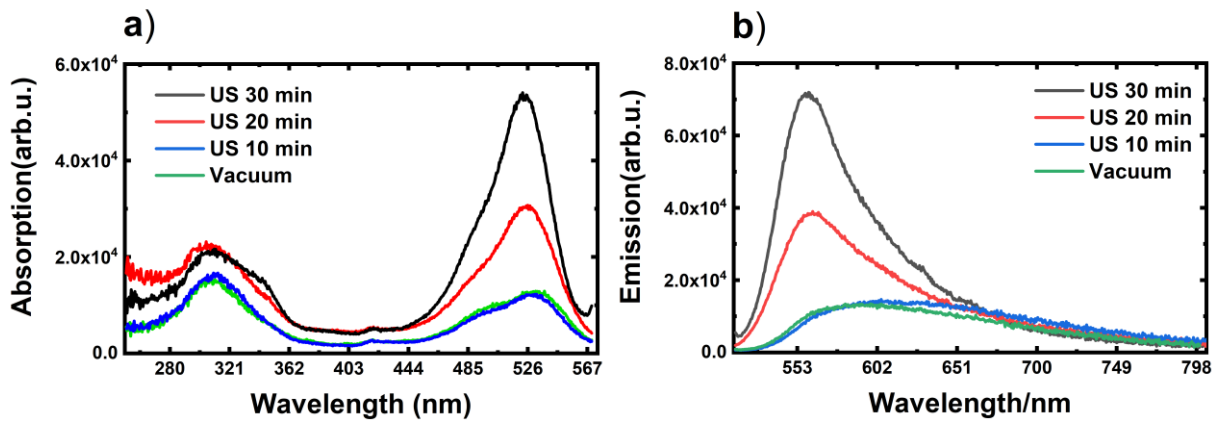 a)
Absorption(arb.u.)
6.0x10⁴
4.0x10⁴
2.0x10⁴
0.0
US 30 min
US 20 min
US 10 min
Vacuum
280 321 362 403 444 485 526 567
Wavelength (nm)
b)
Emission(arb.u.)
8.0x10⁴
6.0x10⁴
4.0x10⁴
2.0x10⁴
0.0
US 30 min
US 20 min
US 10 min
Vacuum
553 602 651 700 749 798
Wavelength/nm